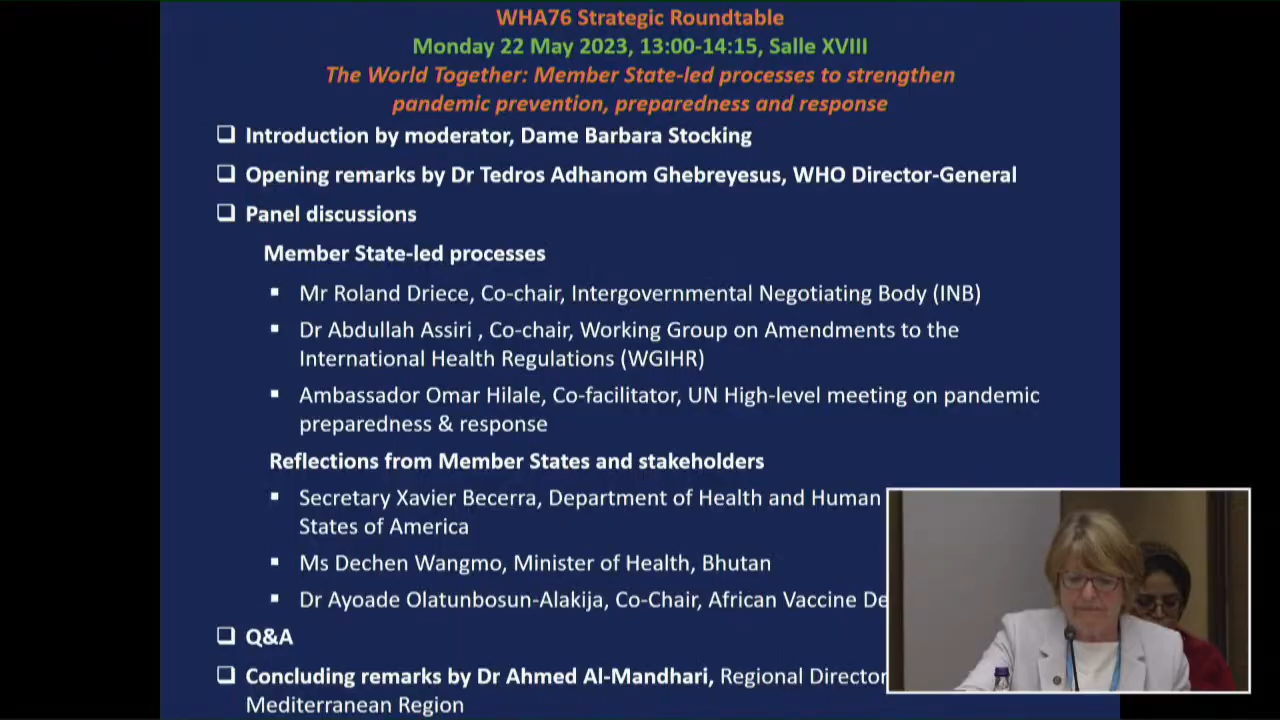 WHA76 Strategic Roundtable
Monday 22 May 2023, 13:00-14:15, Salle XVIII
The World Together: Member State-led processes to strengthen
pandemic prevention, preparedness and response
❑ Introduction by moderator, Dame Barbara Stocking
❑ Opening remarks by Dr Tedros Adhanom Ghebreyesus, WHO Director-General
❑ Panel discussions
Member State-led processes
▪ Mr Roland Driece, Co-chair, Intergovernmental Negotiating Body (INB)
▪ Dr Abdullah Assiri , Co-chair, Working Group on Amendments to the
International Health Regulations (WGIHR)
▪ Ambassador Omar Hilale, Co-facilitator, UN High-level meeting on pandemic
preparedness & response
Reflections from Member States and stakeholders
▪ Secretary Xavier Becerra, Department of Health and Human
States of America
▪ Ms Dechen Wangmo, Minister of Health, Bhutan
▪ Dr Ayoade Olatunbosun-Alakija, Co-Chair, African Vaccine De
❑ Q&A
❑ Concluding remarks by Dr Ahmed Al-Mandhari, Regional Director
Mediterranean Region